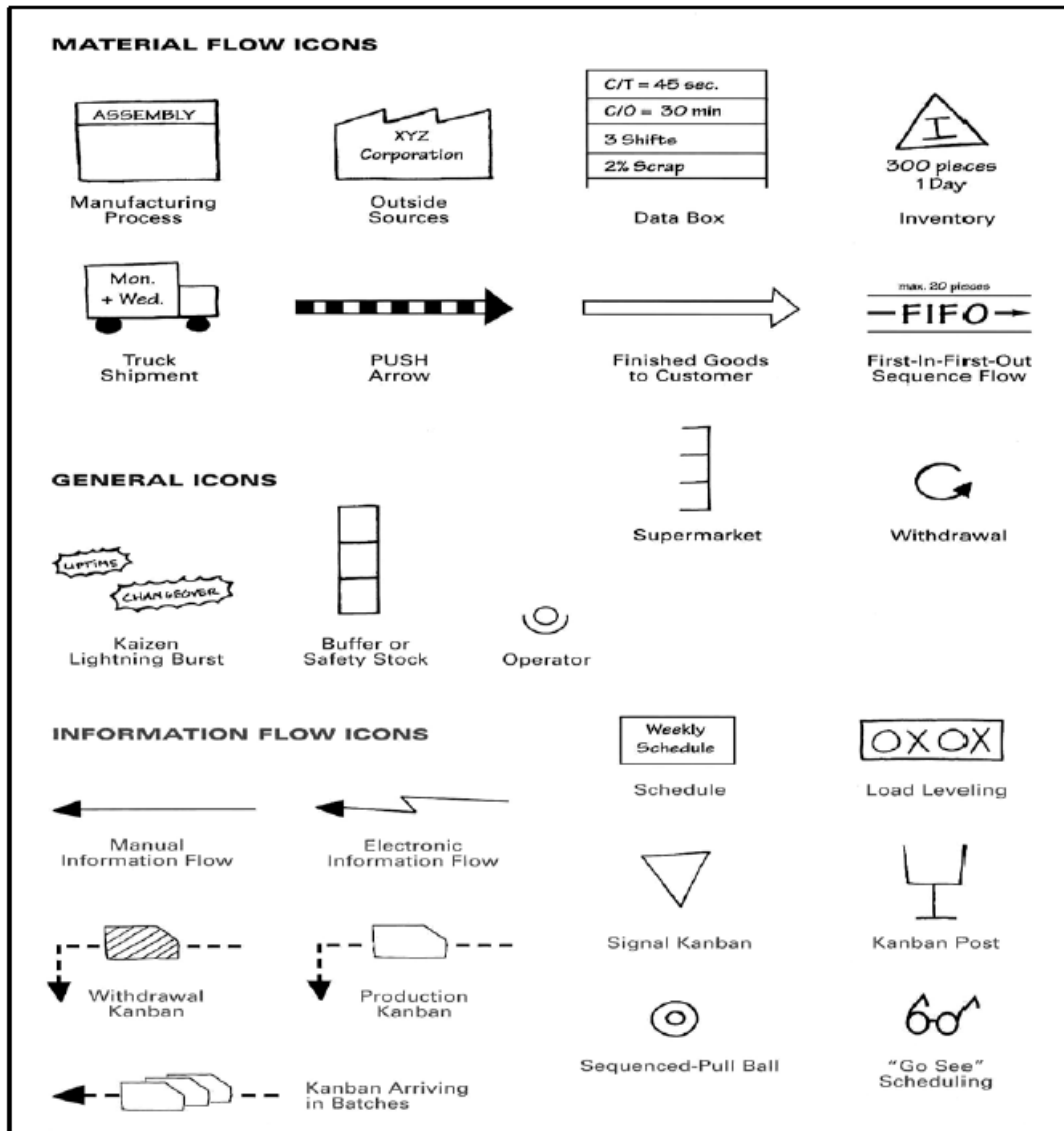 MATERIAL FLOW ICONS
ASSEMBLY
Manufacturing
Process
XYZ
Corporation
Outside
Sources
C/T = 45 sec.
C/O = 30 min
3 Shifts
2% Scrap
Data Box
I
300 pieces
1 Day
Inventory
Mon.
+ Wed.
Truck
Shipment
PUSH
Arrow
Finished Goods
to Customer
max. 20 pieces
FIFO
First-In-First-Out
Sequence Flow
Supermarket
Withdrawal
GENERAL ICONS
UPTIME
CHANGEOVER
Kaizen
Lightning Burst
Buffer or
Safety Stock
Operator
INFORMATION FLOW ICONS
Manual
Information Flow
Electronic
Information Flow
Weekly
Schedule
Schedule
OXOX
Load Leveling
Signal Kanban
Kanban Post
Withdrawal
Kanban
Production
Kanban
Sequenced-Pull Ball
"Go See"
Scheduling
Kanban Arriving
in Batches